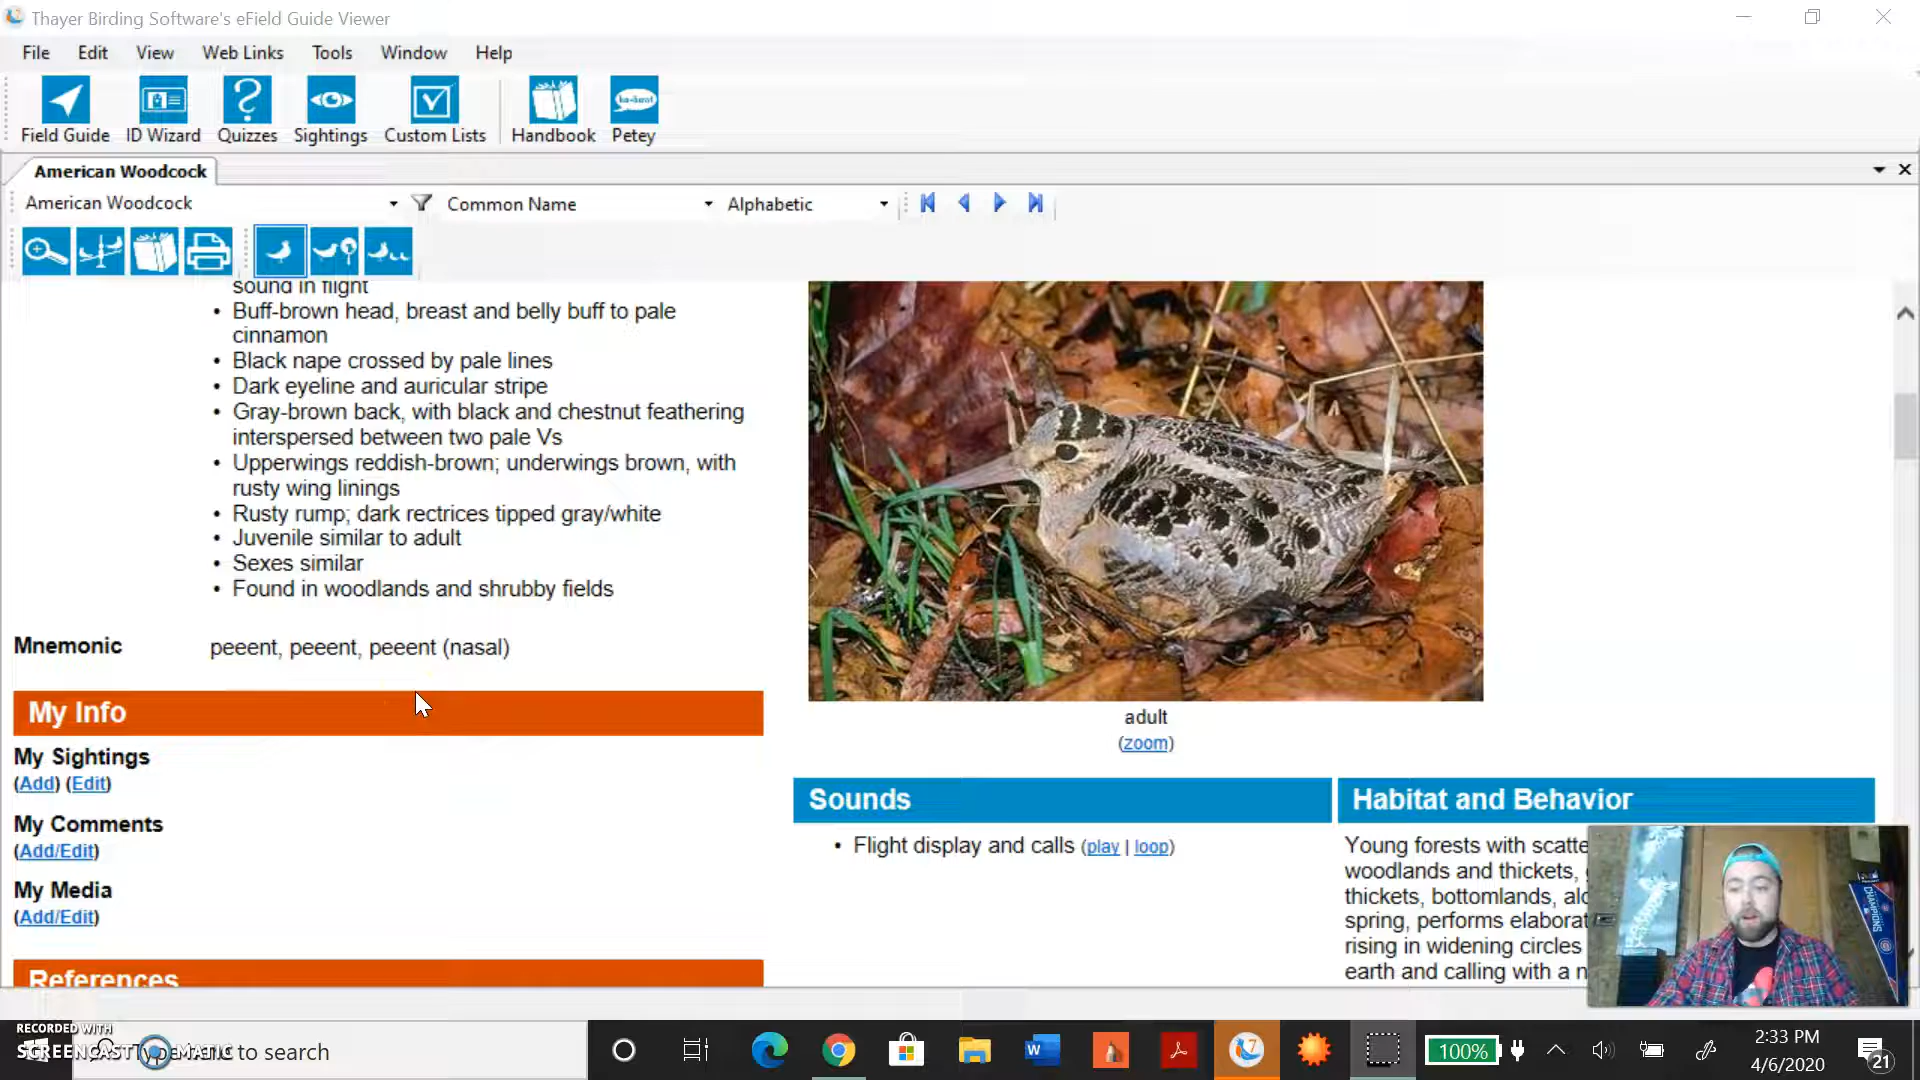 Thayer Birding Software's eField Guide Viewer
File Edit View Web Links Tools Window Help
Field Guide ID Wizard Quizzes Sightings Custom Lists Handbook Petey
American Woodcock
American Woodcock Common Name Alphabetic
sound in flight
• Buff-brown head, breast and belly buff to pale
cinnamon
• Black nape crossed by pale lines
• Dark eyeline and auricular stripe
• Gray-brown back, with black and chestnut feathering
interspersed between two pale Vs
• Upperwings reddish-brown; underwings brown, with
rusty wing linings
• Rusty rump; dark rectrices tipped gray/white
• Juvenile similar to adult
• Sexes similar
• Found in woodlands and shrubby fields
Mnemonic peeent, peeent, peeent (nasal)
My Info
My Sightings
(Add) (Edit)
My Comments
(Add/Edit)
My Media
(Add/Edit)
References
adult
(zoom)
Sounds
• Flight display and calls (play | loop)
Habitat and Behavior
Young forests with scatte
woodlands and thickets,
thickets, bottomlands, ald
spring, performs elaborat
rising in widening circles
earth and calling with a n
CHAMPIONS
RECORDED WITH
SCREENCAST MATIC
Type here to search
100%
2:33 PM
4/6/2020
21